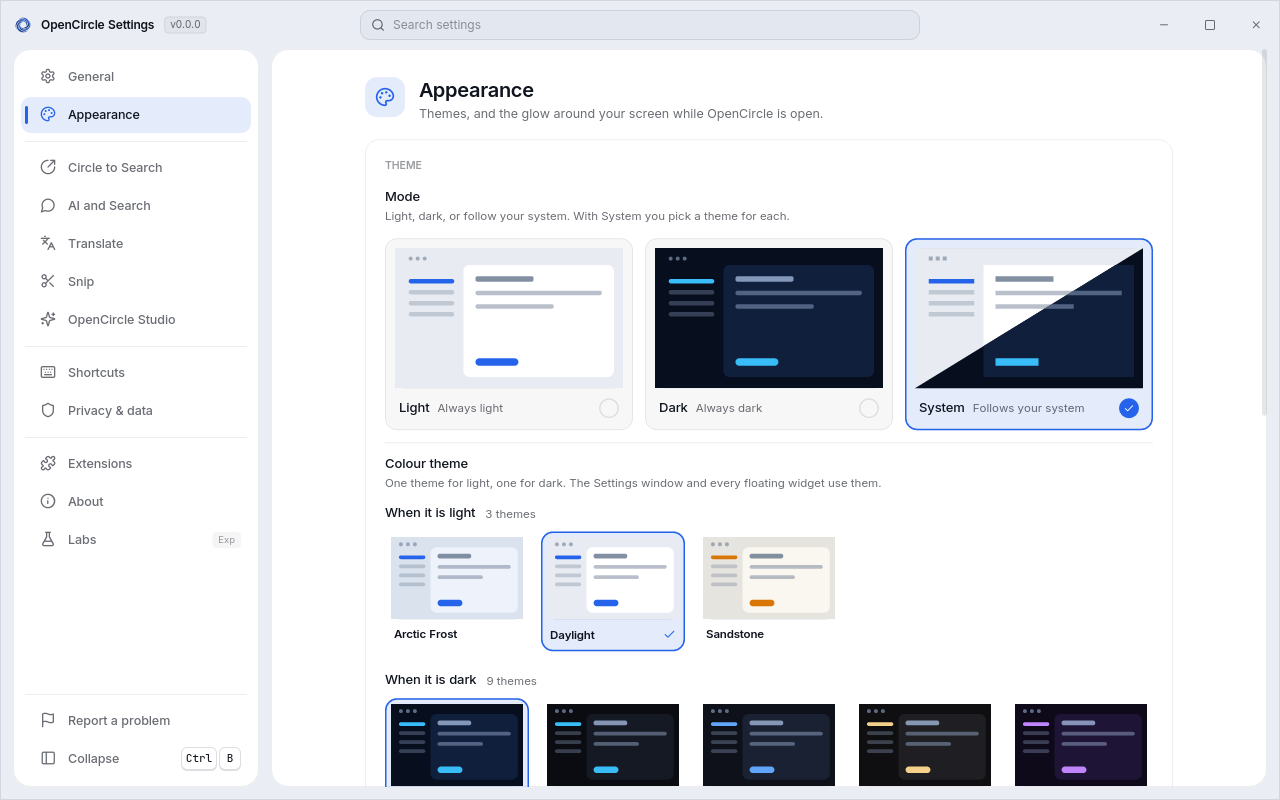 OpenCircle Settings v0.0.0
Search settings
General
Appearance
Circle to Search
AI and Search
Translate
Snip
OpenCircle Studio
Shortcuts
Privacy & data
Extensions
About
Labs Exp
Report a problem
Collapse Ctrl B
Appearance
Themes, and the glow around your screen while OpenCircle is open.
THEME
Mode
Light, dark, or follow your system. With System you pick a theme for each.
Light Always light
Dark Always dark
System Follows your system
Colour theme
One theme for light, one for dark. The Settings window and every floating widget use them.
When it is light 3 themes
Arctic Frost
Daylight
Sandstone
When it is dark 9 themes